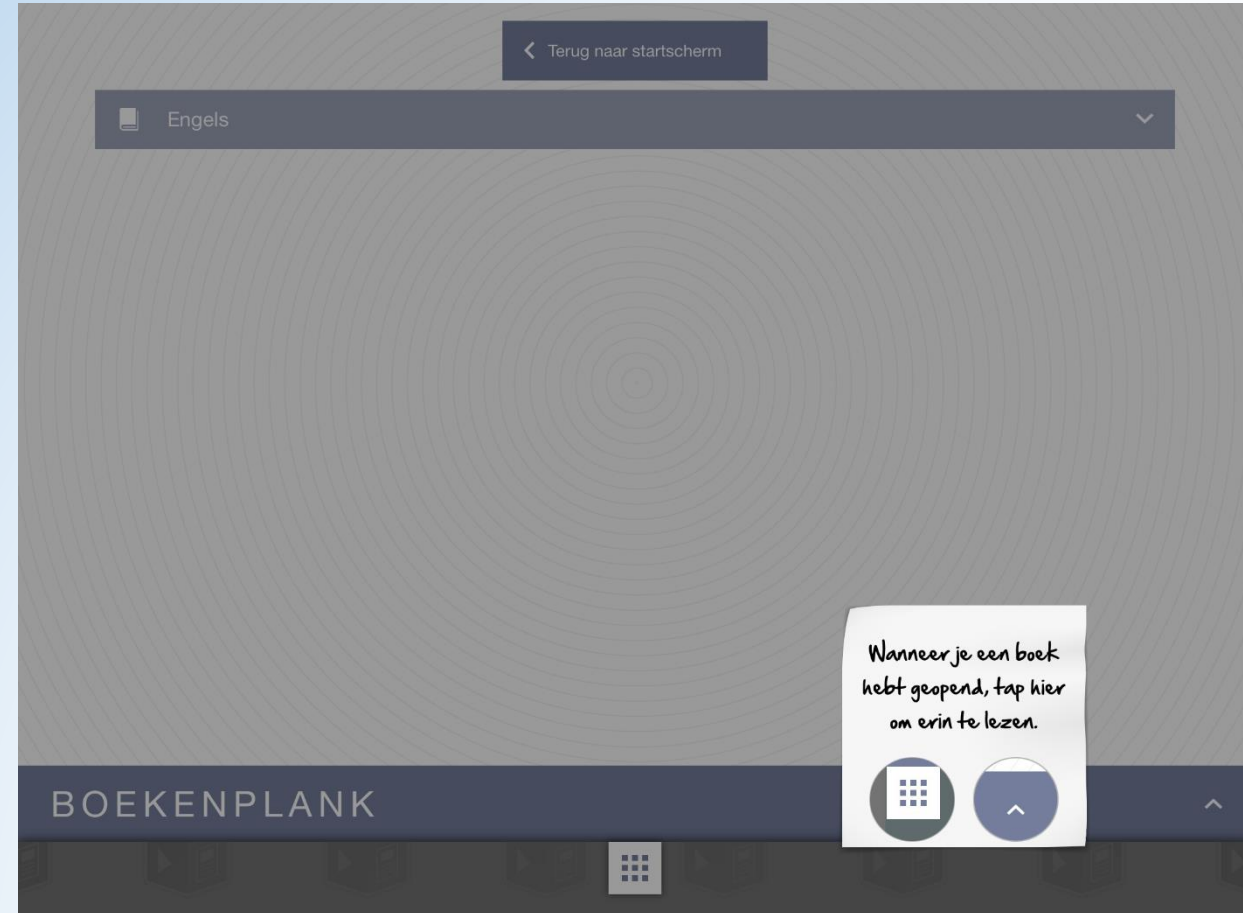 Terug naar startscherm
Engels
Wanneer je een boek
hebt geopend, tap hier
om erin te lezen.
BOEKENPLANK